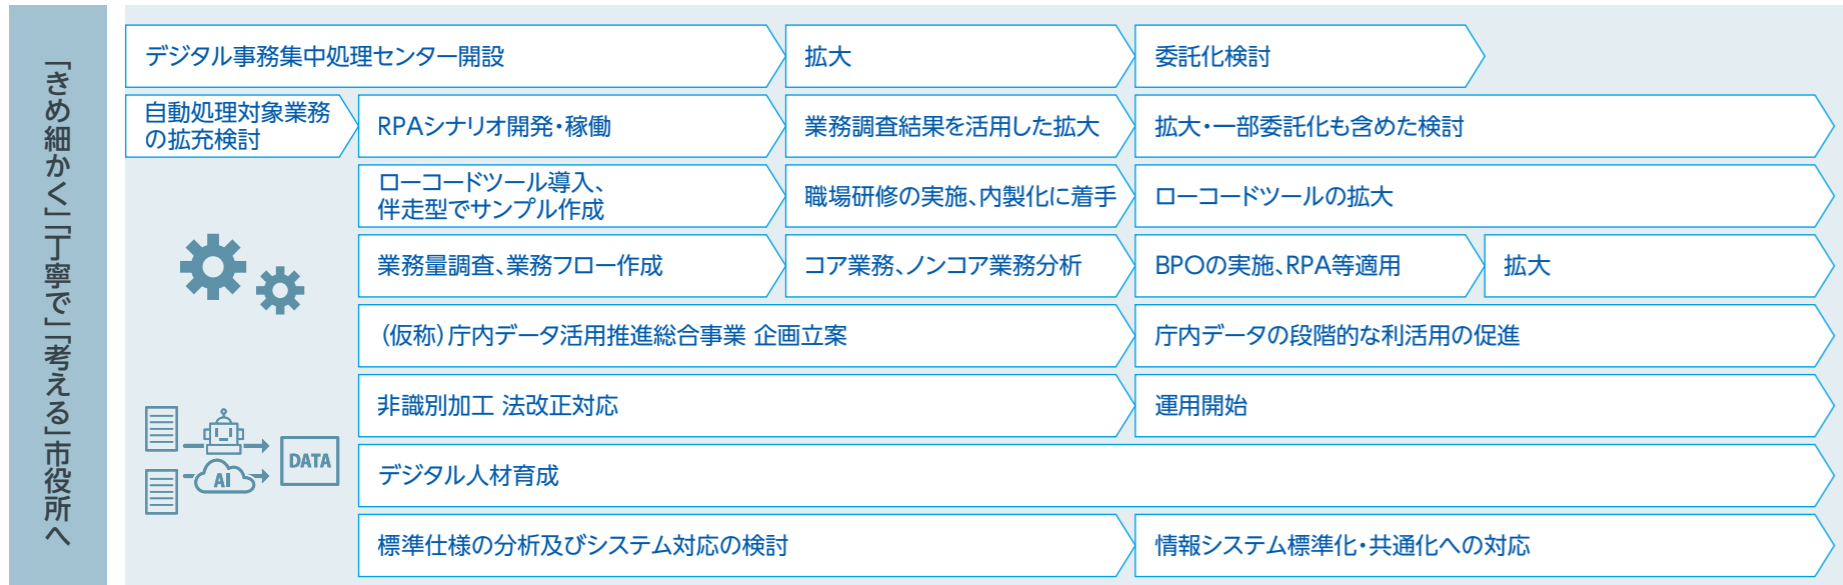 「きめ細かく」「丁寧で」「考える」市役所へ
デジタル事務集中処理センター開設
拡大
委託化検討
自動処理対象業務
の拡充検討
RPAシナリオ開発・稼働
業務調査結果を活用した拡大
拡大・一部委託化も含めた検討
ローコードツール導入、
伴走型でサンプル作成
職場研修の実施、内製化に着手
ローコードツールの拡大
業務量調査、業務フロー作成
コア業務、ノンコア業務分析
BPOの実施、RPA等適用
拡大
（仮称）庁内データ活用推進総合事業 企画立案
庁内データの段階的な利活用の促進
非識別加工 法改正対応
運用開始
AI
DATA
デジタル人材育成
標準仕様の分析及びシステム対応の検討
情報システム標準化・共通化への対応